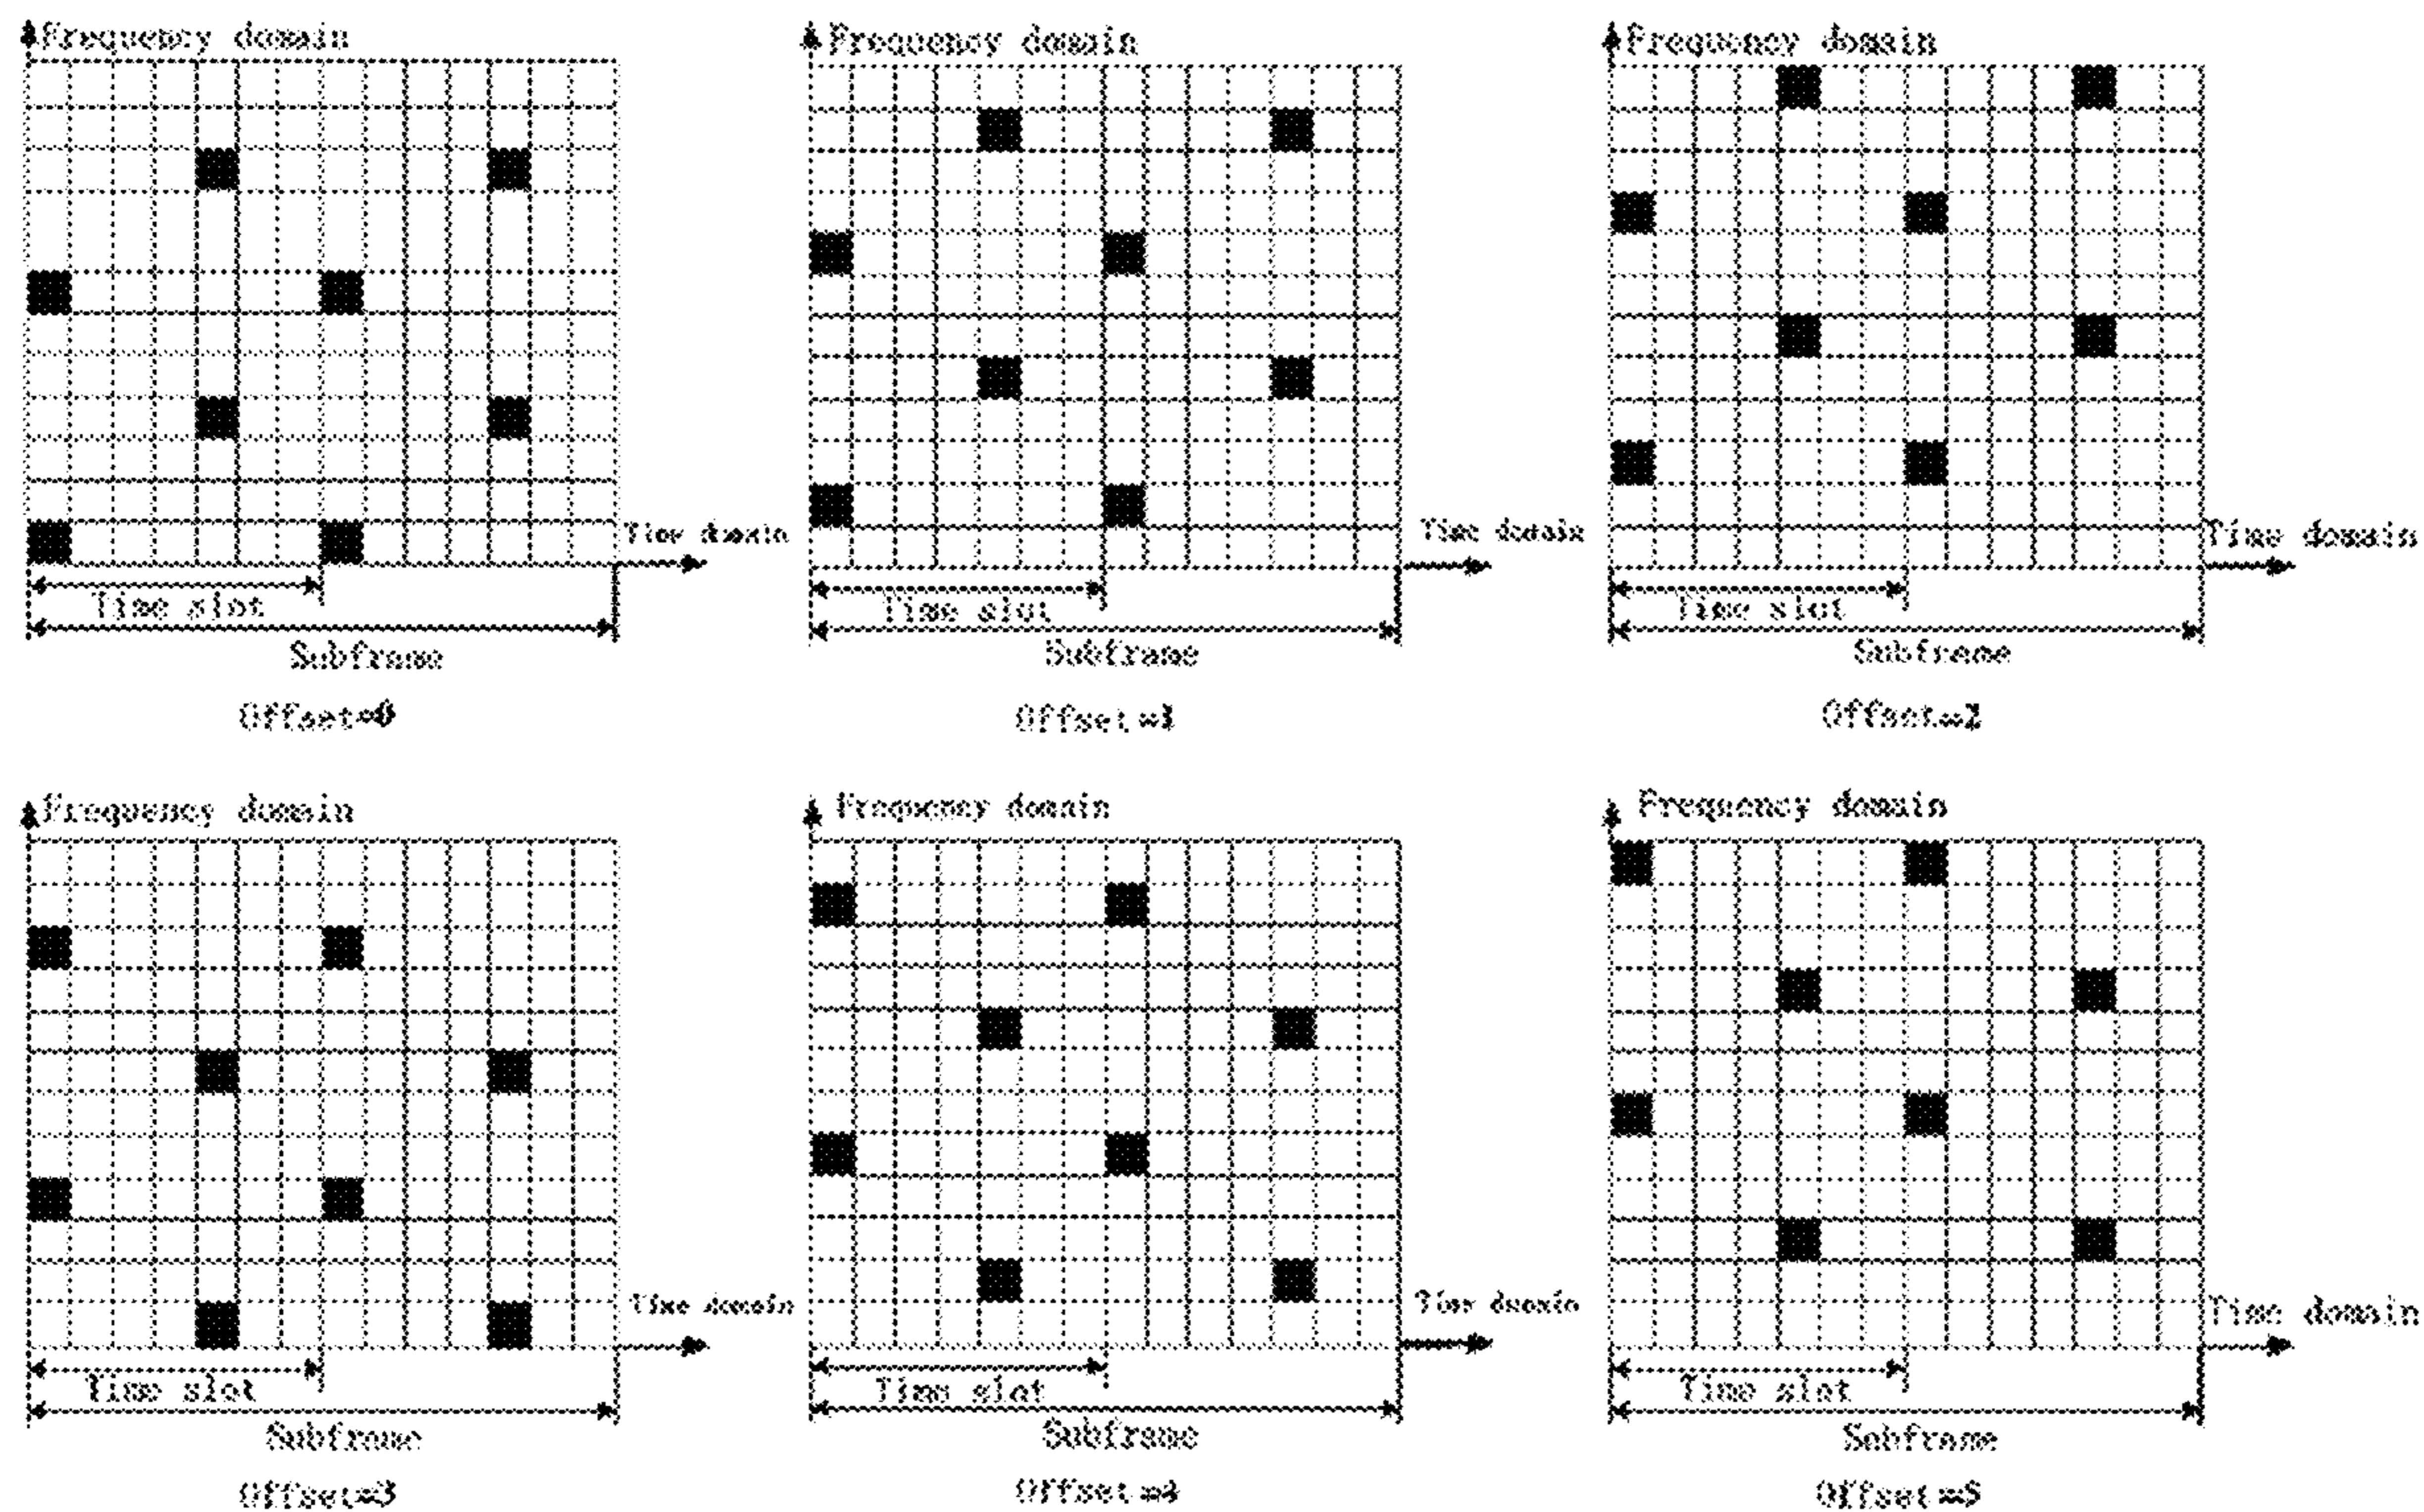 Frequency domain
Time domain
Time slot
Subframe
Offset=0
Frequency domain
Time domain
Time slot
Subframe
Offset=1
Frequency domain
Time domain
Time slot
Subframe
Offset=2
Frequency domain
Time domain
Time slot
Subframe
Offset=3
Frequency domain
Time domain
Time slot
Subframe
Offset=4
Frequency domain
Time domain
Time slot
Subframe
Offset=5